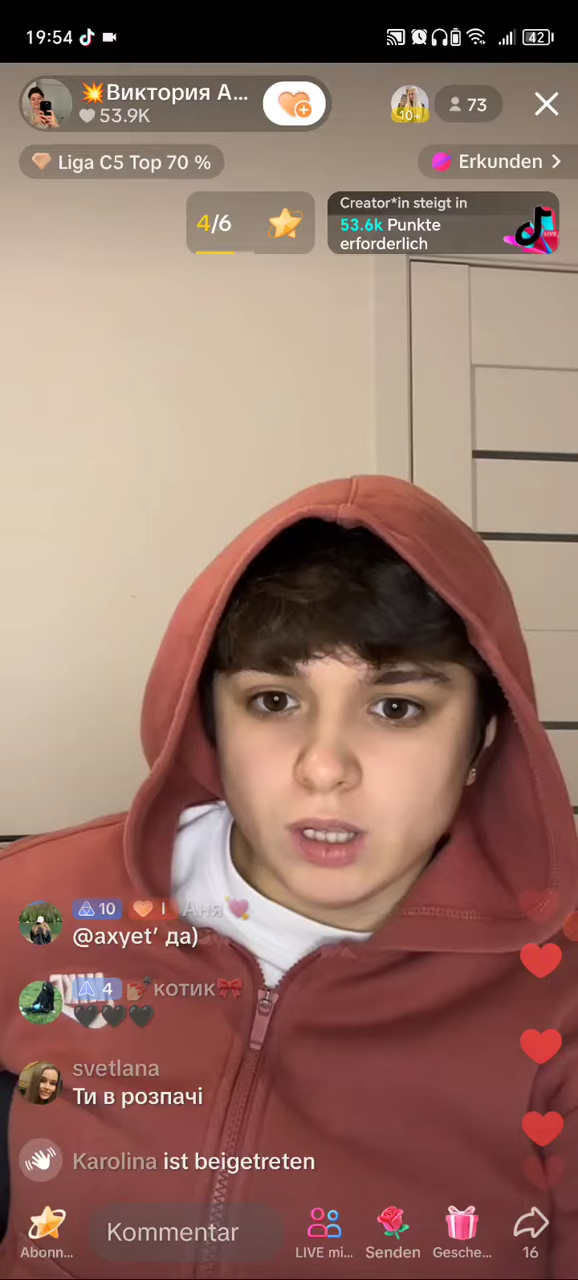 19:54
42
💥Виктория А...
53.9K
10+
73
Liga C5 Top 70 %
Erkunden
4/6
Creator*in steigt in
53.6k Punkte
erforderlich
LIVE
10
I
Аня💘
@axyet’ да)
4
💅КОТИК🎀
🖤🖤🖤
svetlana
Ти в розпачі
Karolina ist beigetreten
Abonn...
Kommentar
LIVE mi...
Senden
Gesche...
16